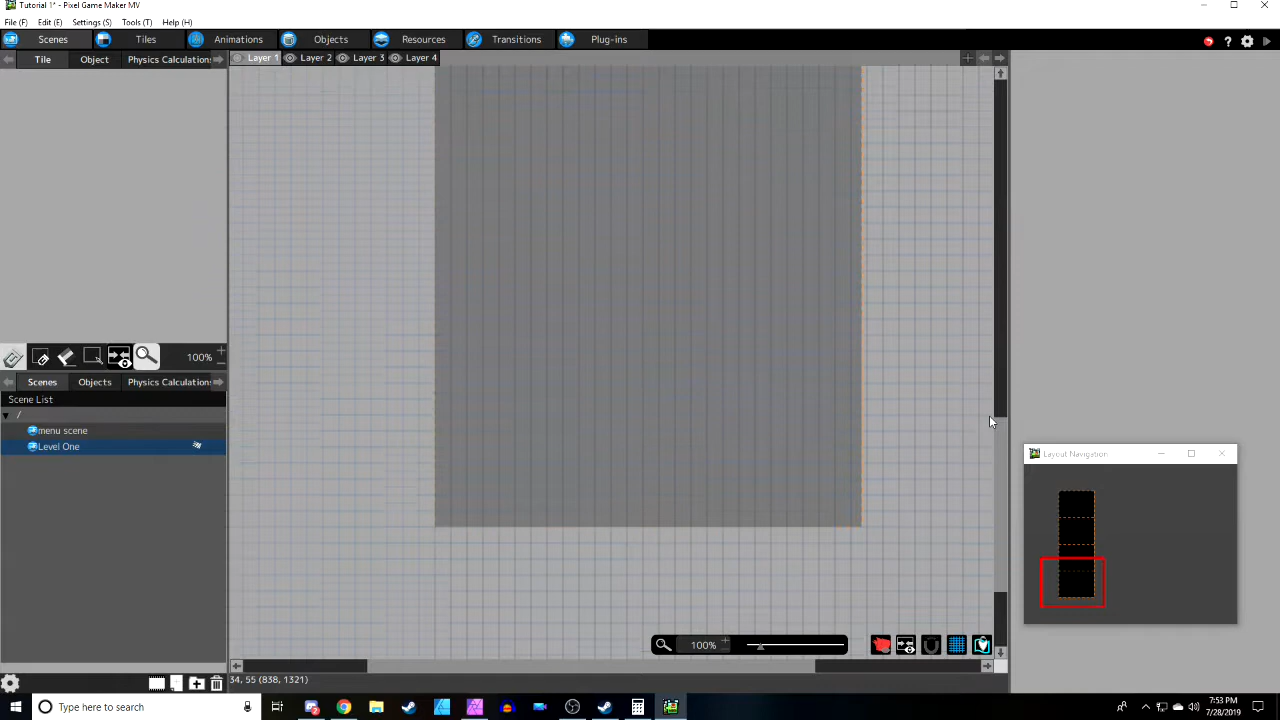 Tutorial 1* - Pixel Game Maker MV
File (F) Edit (E) Settings (S) Tools (T) Help (H)
Scenes Tiles Animations Objects Resources Transitions Plug-ins
Tile Object Physics Calculations
Layer 1 Layer 2 Layer 3 Layer 4
100%
Scenes Objects Physics Calculations
Scene List
/
menu scene
Level One
Layout Navigation
100%
34, 55 (838, 1321)
Type here to search
7:53 PM
7/28/2019